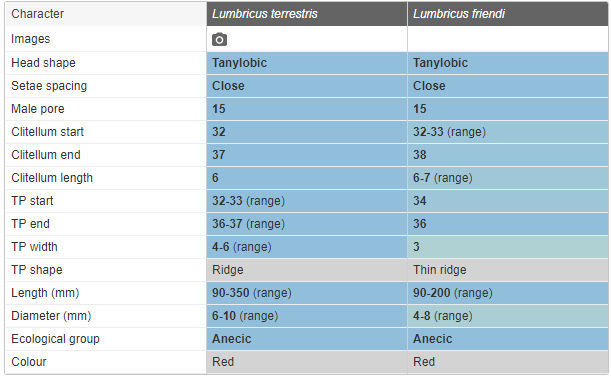 Character Lumbricus terrestris Lumbricus friendi
Images
Head shape Tanylobic Tanylobic
Setae spacing Close Close
Male pore 15 15
Clitellum start 32 32-33 (range)
Clitellum end 37 38
Clitellum length 6 6-7 (range)
TP start 32-33 (range) 34
TP end 36-37 (range) 36
TP width 4-6 (range) 3
TP shape Ridge Thin ridge
Length (mm) 90-350 (range) 90-200 (range)
Diameter (mm) 6-10 (range) 4-8 (range)
Ecological group Anecic Anecic
Colour Red Red